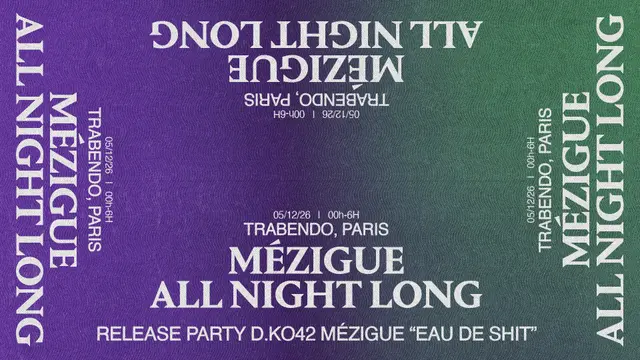 ALL NIGHT LONG
MÉZIGUE
TRABENDO, PARIS
05/12/26 | 00h-6H
ALL NIGHT LONG
MÉZIGUE
TRABENDO, PARIS
05/12/26 | 00h-6H
05/12/26 | 00h-6H
TRABENDO, PARIS
MÉZIGUE
ALL NIGHT LONG
05/12/26 | 00h-6H
TRABENDO, PARIS
MÉZIGUE
ALL NIGHT LONG
RELEASE PARTY D.KO42 MÉZIGUE “EAU DE SHIT”